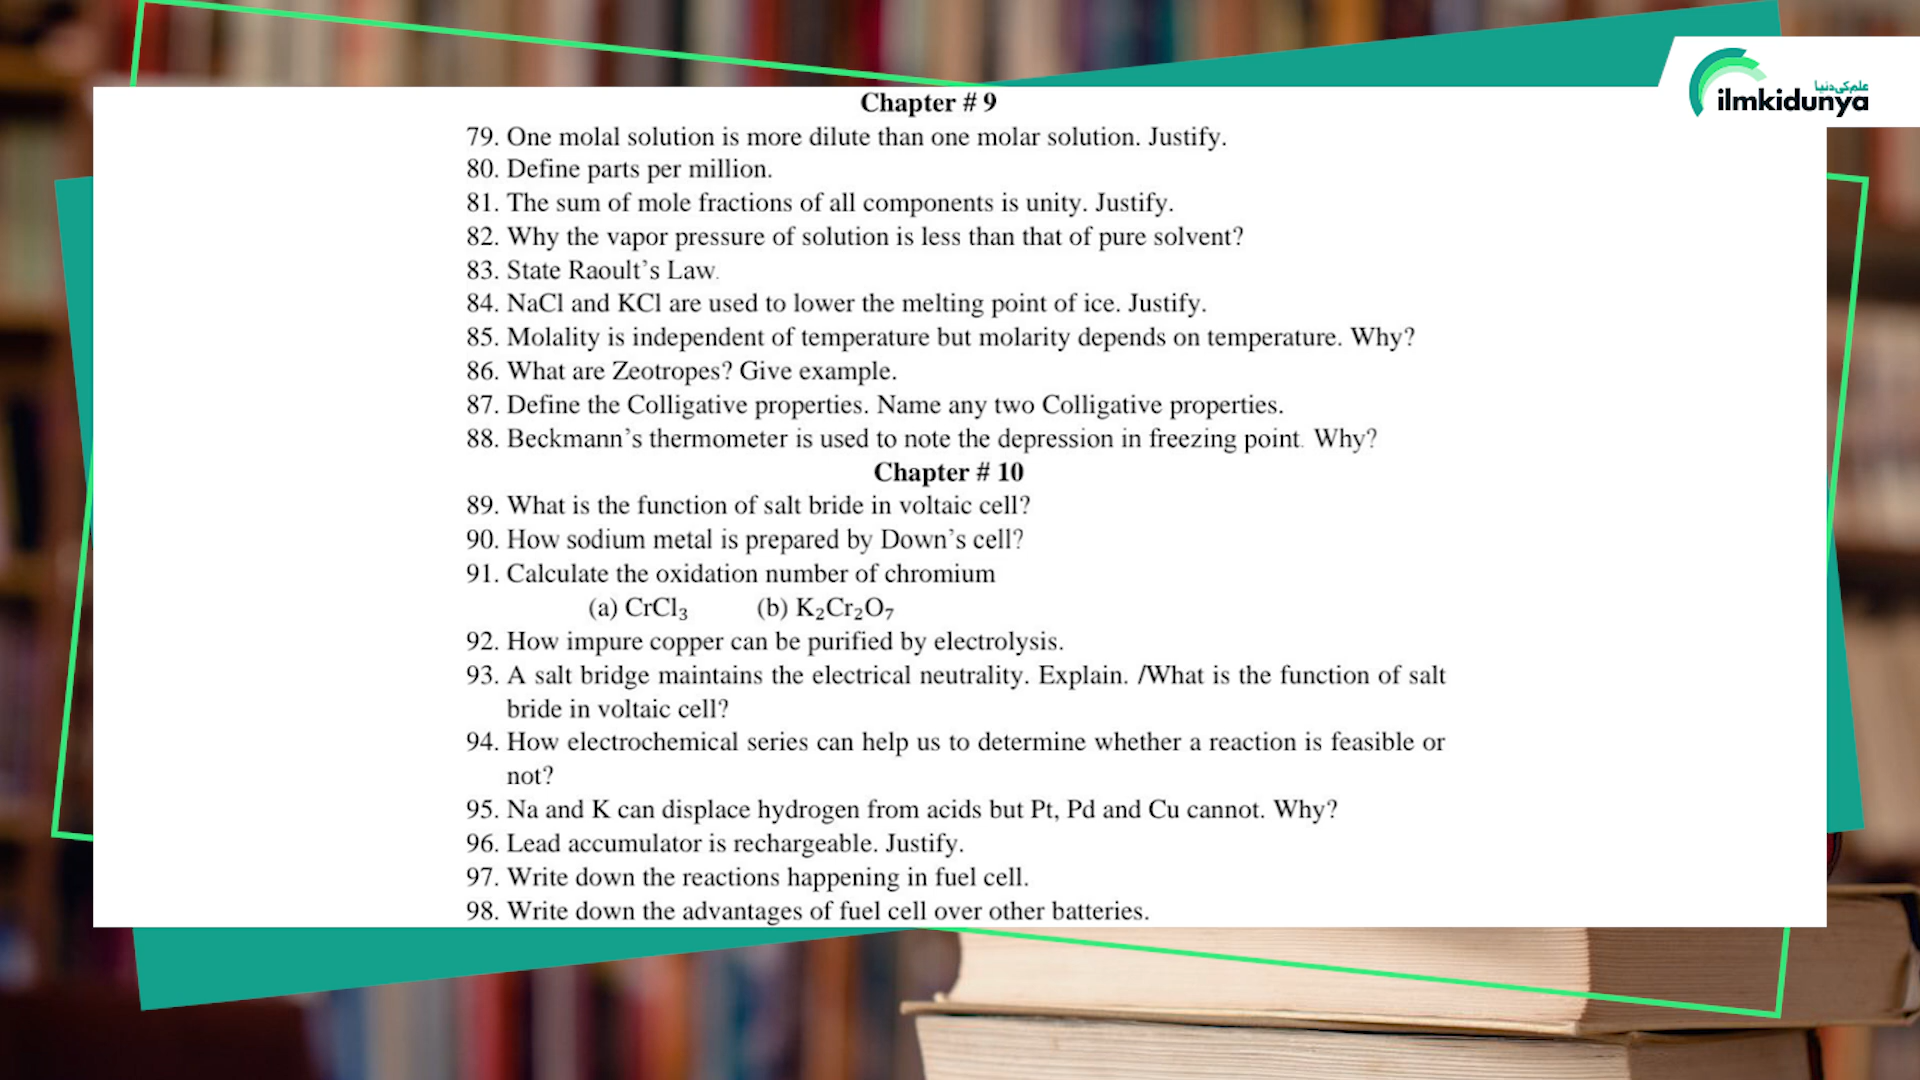 علم کی دنیا
ilmkidunya
Chapter # 9
79. One molal solution is more dilute than one molar solution. Justify.
80. Define parts per million.
81. The sum of mole fractions of all components is unity. Justify.
82. Why the vapor pressure of solution is less than that of pure solvent?
83. State Raoult’s Law.
84. NaCl and KCl are used to lower the melting point of ice. Justify.
85. Molality is independent of temperature but molarity depends on temperature. Why?
86. What are Zeotropes? Give example.
87. Define the Colligative properties. Name any two Colligative properties.
88. Beckmann’s thermometer is used to note the depression in freezing point. Why?
Chapter # 10
89. What is the function of salt bride in voltaic cell?
90. How sodium metal is prepared by Down’s cell?
91. Calculate the oxidation number of chromium
(a) CrCl₃ (b) K₂Cr₂O₇
92. How impure copper can be purified by electrolysis.
93. A salt bridge maintains the electrical neutrality. Explain. /What is the function of salt
bride in voltaic cell?
94. How electrochemical series can help us to determine whether a reaction is feasible or
not?
95. Na and K can displace hydrogen from acids but Pt, Pd and Cu cannot. Why?
96. Lead accumulator is rechargeable. Justify.
97. Write down the reactions happening in fuel cell.
98. Write down the advantages of fuel cell over other batteries.